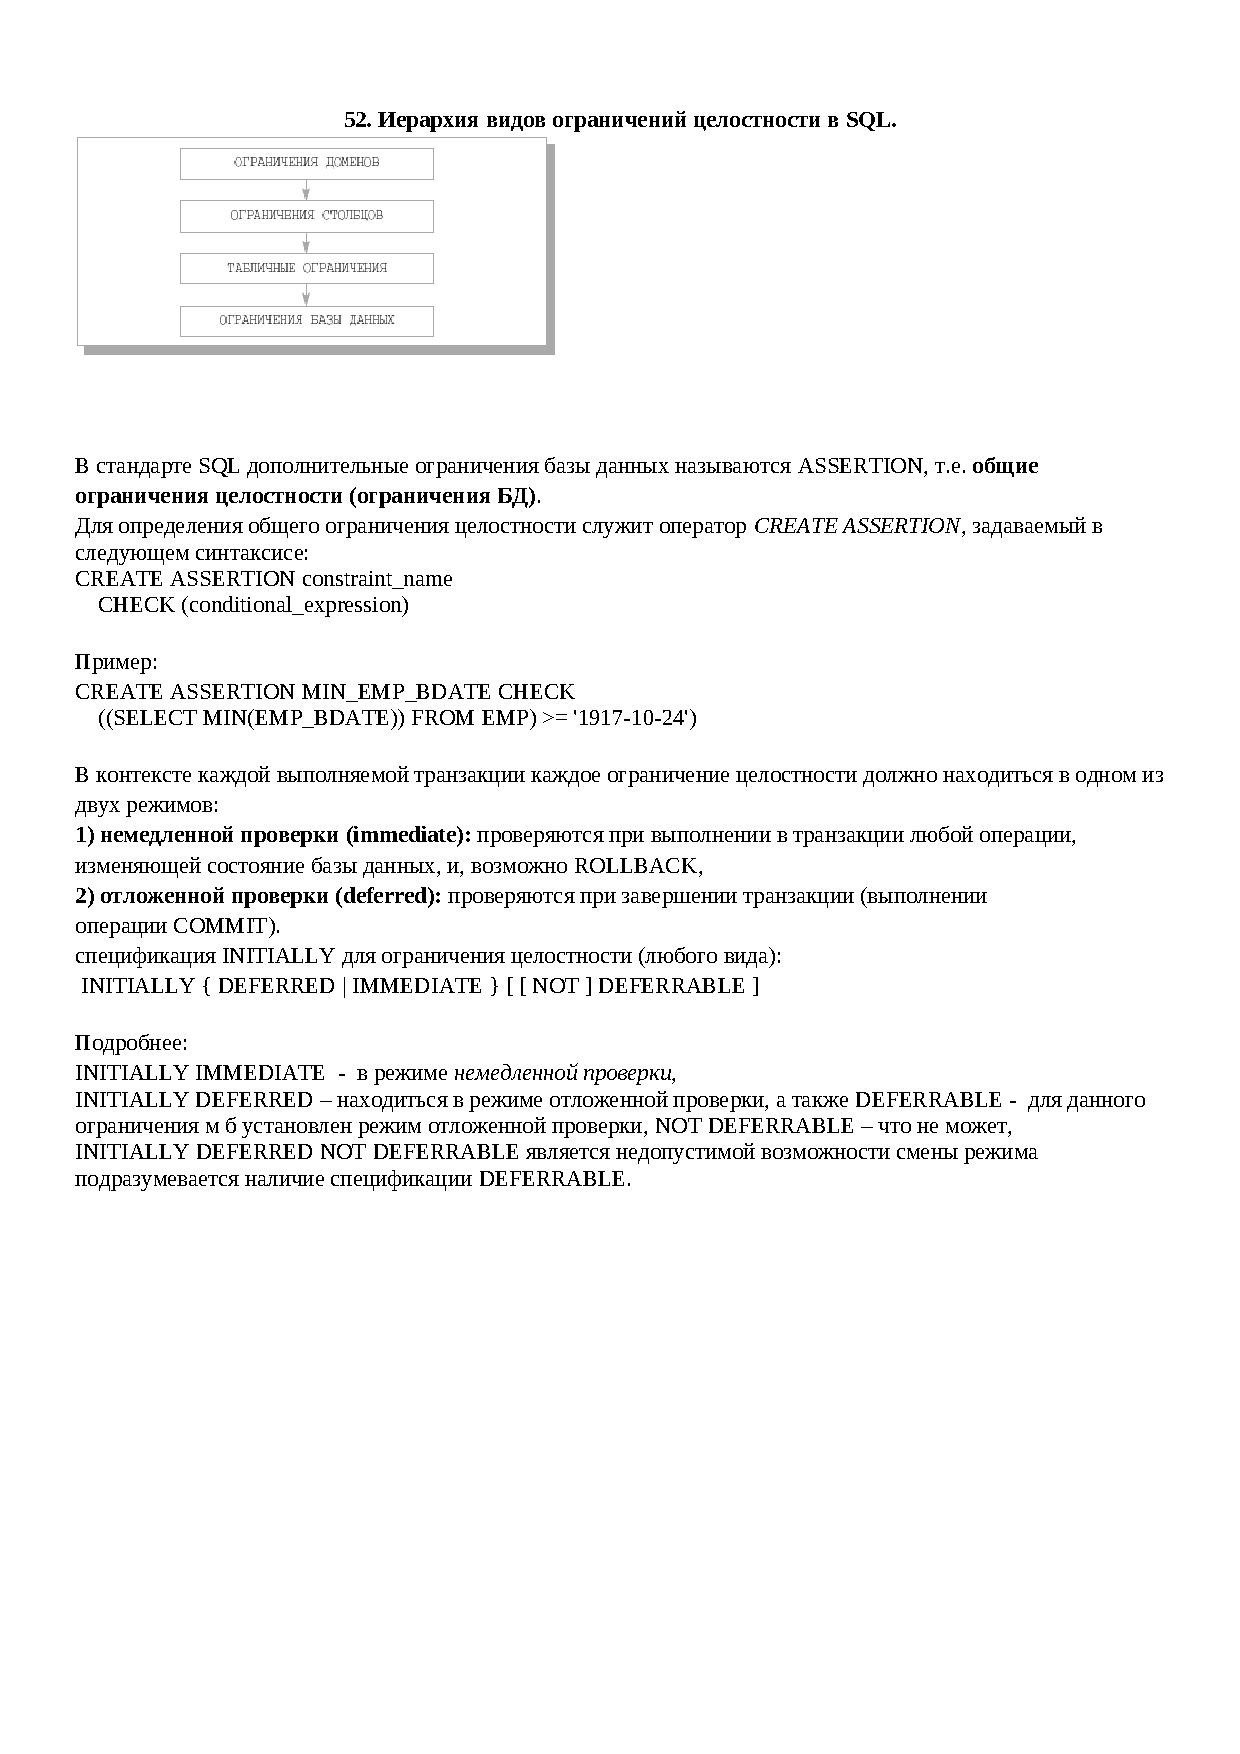 52. Иерархия видов ограничений целостности в SQL.
ОГРАНИЧЕНИЯ ДОМЕНОВ
ОГРАНИЧЕНИЯ СТОЛБЦОВ
ТАБЛИЧНЫЕ ОГРАНИЧЕНИЯ
ОГРАНИЧЕНИЯ БАЗЫ ДАННЫХ
В стандарте SQL дополнительные ограничения базы данных называются ASSERTION, т.е. общие
ограничения целостности (ограничения БД).
Для определения общего ограничения целостности служит оператор CREATE ASSERTION, задаваемый в
следующем синтаксисе:
CREATE ASSERTION constraint_name
CHECK (conditional_expression)
Пример:
CREATE ASSERTION MIN_EMP_BDATE CHECK
((SELECT MIN(EMP_BDATE)) FROM EMP) >= '1917-10-24')
В контексте каждой выполняемой транзакции каждое ограничение целостности должно находиться в одном из
двух режимов:
1) немедленной проверки (immediate): проверяются при выполнении в транзакции любой операции,
изменяющей состояние базы данных, и, возможно ROLLBACK,
2) отложенной проверки (deferred): проверяются при завершении транзакции (выполнении
операции COMMIT).
спецификация INITIALLY для ограничения целостности (любого вида):
INITIALLY { DEFERRED | IMMEDIATE } [ [ NOT ] DEFERRABLE ]
Подробнее:
INITIALLY IMMEDIATE - в режиме немедленной проверки,
INITIALLY DEFERRED – находиться в режиме отложенной проверки, а также DEFERRABLE - для данного
ограничения м б установлен режим отложенной проверки, NOT DEFERRABLE – что не может,
INITIALLY DEFERRED NOT DEFERRABLE является недопустимой возможности смены режима
подразумевается наличие спецификации DEFERRABLE.